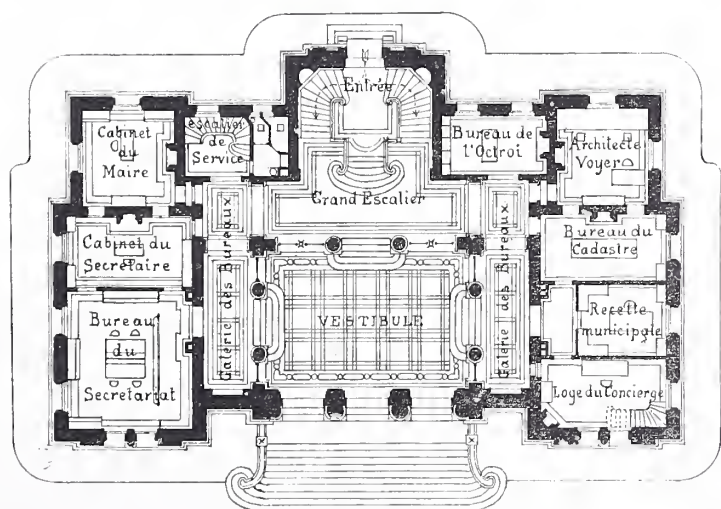 Entrée
Cabinet
du
Maire
Escalier
de
Service
Bureau de
l'Octroi
Architecte
Voyer
Grand Escalier
Cabinet du
Secrétaire
Galerie des Bureaux
Galerie des Bureaux
Bureau du
Cadastre
VESTIBULE
Bureau
du
Secrétariat
Recette
municipale
Loge du Concierge